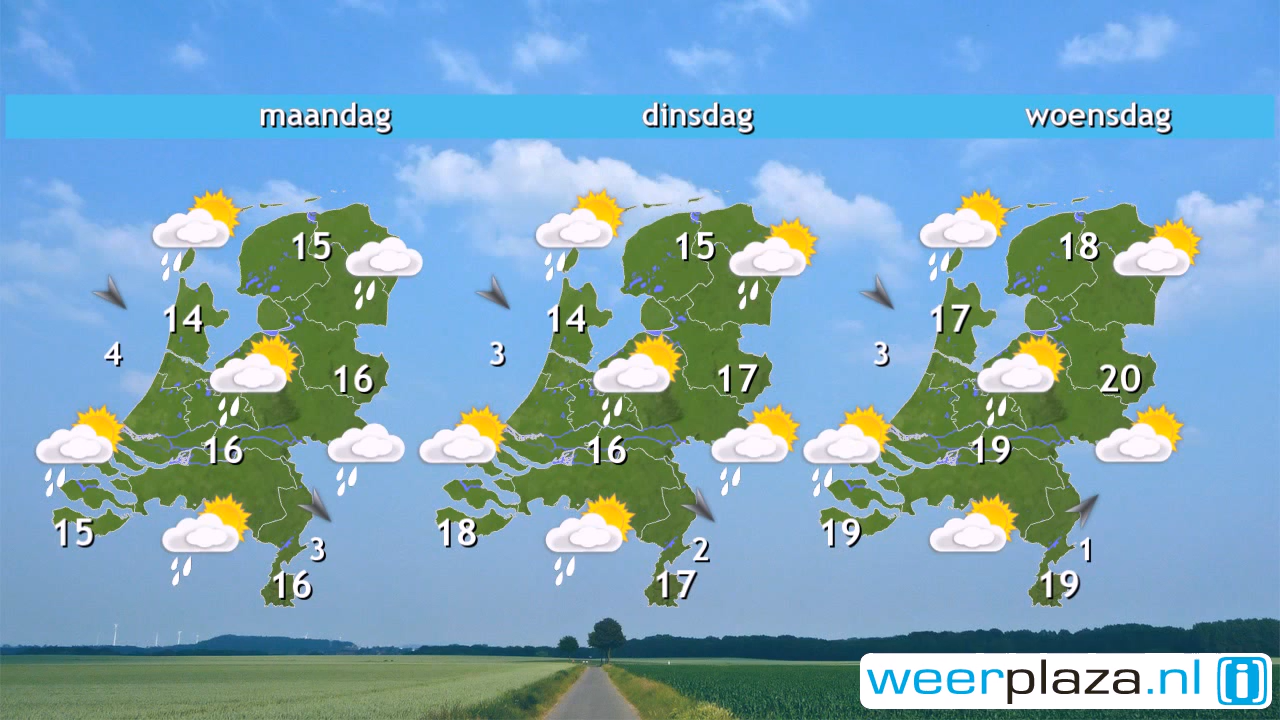 maandag dinsdag woensdag
15 15 18
14 14 17
4 3 3
16 17 20
16 16 19
15 18 19
3 2 1
16 17 19
weerplaza.nl